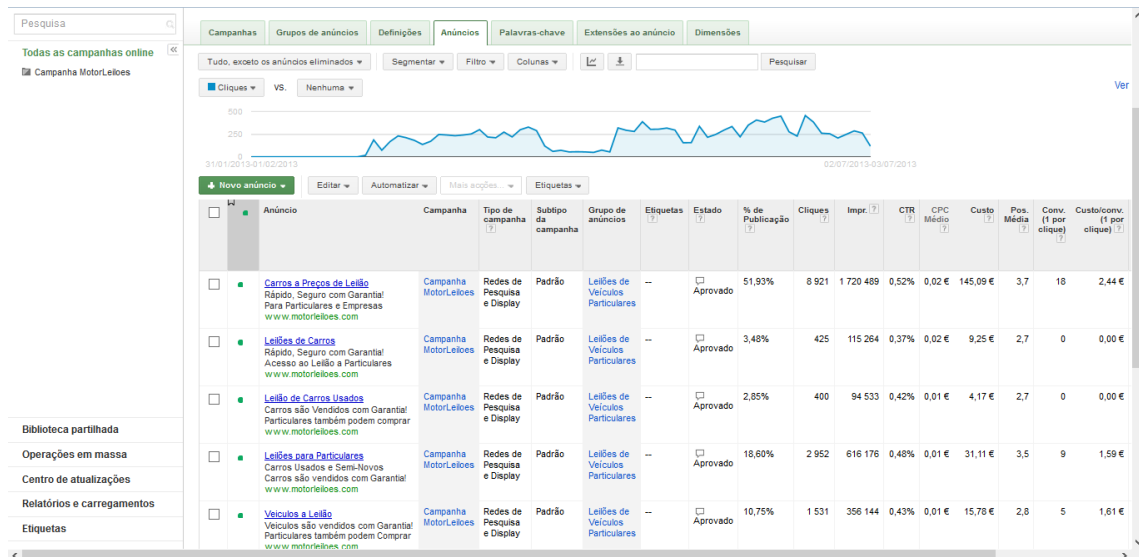 Pesquisa
Todas as campanhas online
Campanha MotorLeiloes
Biblioteca partilhada
Operações em massa
Centro de atualizações
Relatórios e carregamentos
Etiquetas
Campanhas Grupos de anúncios Definições Anúncios Palavras-chave Extensões ao anúncio Dimensões
Tudo, exceto os anúncios eliminados Segmentar Filtro Colunas Pesquisar
Cliques VS. Nenhuma Ver
500
250
0
31/01/2013-01/02/2013 02/07/2013-03/07/2013
Novo anúncio Editar Automatizar Mais acções... Etiquetas
Anúncio Campanha Tipo de campanha ? Subtipo da campanha Grupo de anúncios Etiquetas ? Estado ? % de Publicação ? Cliques ? Impr. ? CTR ? CPC Médio ? Custo ? Pos. Média ? Conv. (1 por clique) ? Custo/conv. (1 por clique) ?
Carros a Preços de Leilão Campanha Redes de Padrão Leilões de -- 51,93% 8 921 1 720 489 0,52% 0,02 € 145,09 € 3,7 18 2,44 €
Rápido, Seguro com Garantia! MotorLeiloes Pesquisa Veículos Aprovado
Para Particulares e Empresas e Display Particulares
www.motorleiloes.com
Leilões de Carros Campanha Redes de Padrão Leilões de -- 3,48% 425 115 264 0,37% 0,02 € 9,25 € 2,7 0 0,00 €
Rápido, Seguro com Garantia! MotorLeiloes Pesquisa Veículos Aprovado
Acesso ao Leilão a Particulares e Display Particulares
www.motorleiloes.com
Leilão de Carros Usados Campanha Redes de Padrão Leilões de -- 2,85% 400 94 533 0,42% 0,01 € 4,17 € 2,7 0 0,00 €
Carros são Vendidos com Garantia! MotorLeiloes Pesquisa Veículos Aprovado
Particulares também podem comprar e Display Particulares
www.motorleiloes.com
Leilões para Particulares Campanha Redes de Padrão Leilões de -- 18,60% 2 952 616 176 0,48% 0,01 € 31,11 € 3,5 9 1,59 €
Carros Usados e Semi-Novos MotorLeiloes Pesquisa Veículos Aprovado
Carros são vendidos com Garantia! e Display Particulares
www.motorleiloes.com
Veiculos a Leilão Campanha Redes de Padrão Leilões de -- 10,75% 1 531 356 144 0,43% 0,01 € 15,78 € 2,8 5 1,61 €
Veiculos são vendidos com Garantia! MotorLeiloes Pesquisa Veículos Aprovado
Particulares também podem Comprar e Display Particulares
www.motorleiloes.com